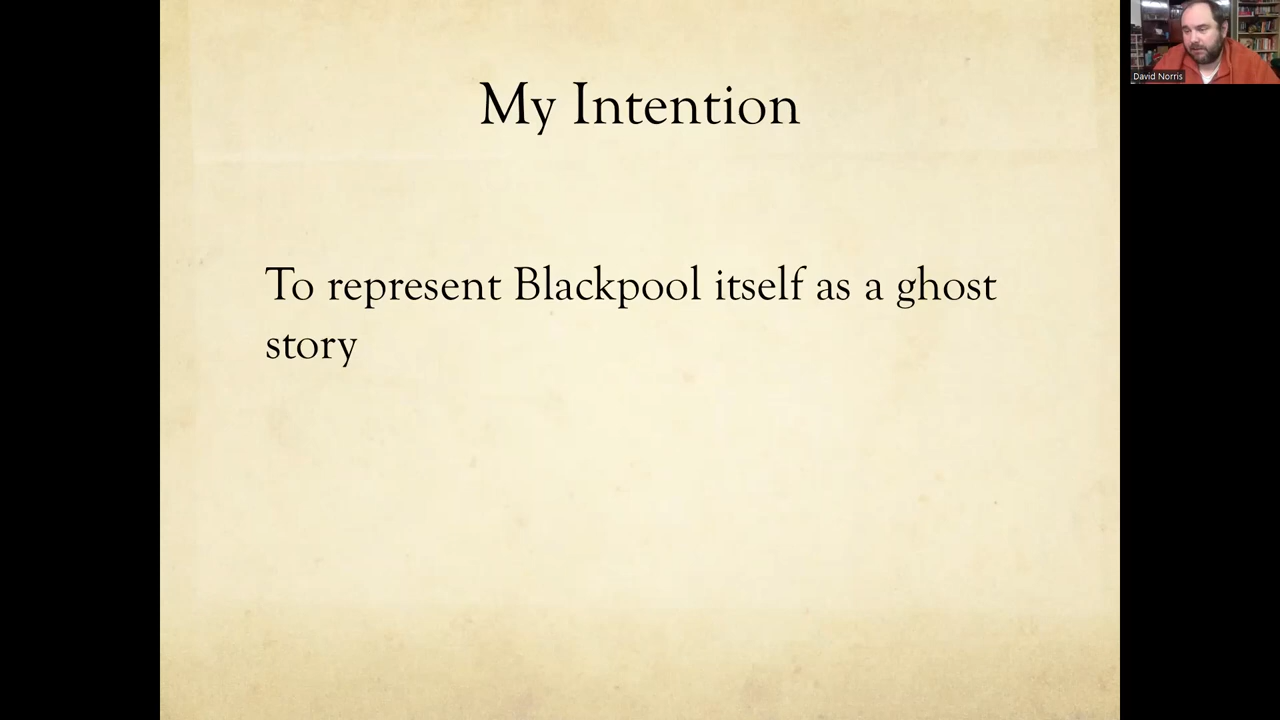 My Intention
To represent Blackpool itself as a ghost
story
David Norris